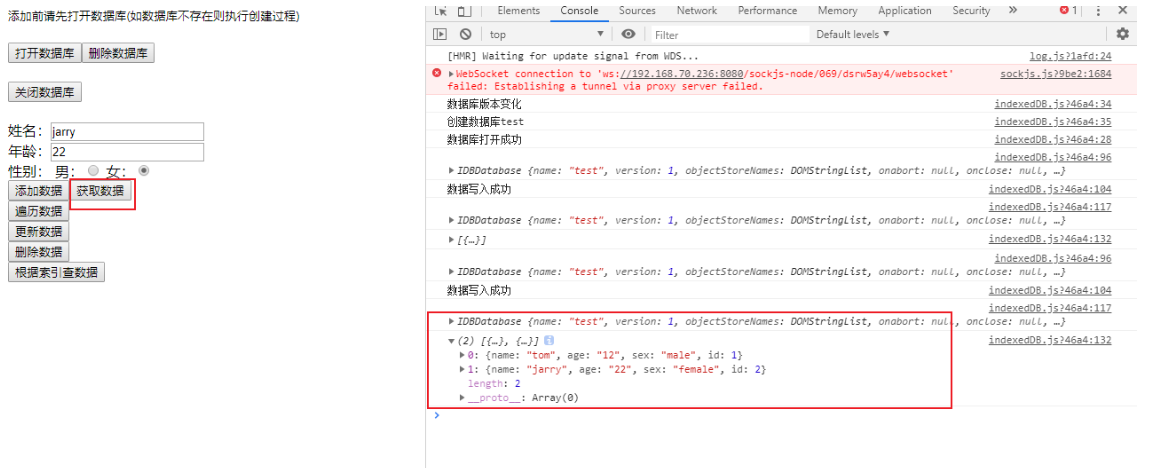 添加前请先打开数据库(如数据库不存在则执行创建过程)
打开数据库 删除数据库
关闭数据库
姓名： jarry
年龄： 22
性别： 男： 女：
添加数据 获取数据
遍历数据
更新数据
删除数据
根据索引查数据
Elements Console Sources Network Performance Memory Application Security » 1
top Filter Default levels
[HMR] Waiting for update signal from WDS... log.js?1afd:24
WebSocket connection to 'ws://192.168.70.236:8080/sockjs-node/069/dsrw5ay4/websocket' sockjs.js?9be2:1684
failed: Establishing a tunnel via proxy server failed.
数据库版本变化 indexedDB.js?46a4:34
创建数据库test indexedDB.js?46a4:35
数据库打开成功 indexedDB.js?46a4:28
indexedDB.js?46a4:96
IDBDatabase {name: "test", version: 1, objectStoreNames: DOMStringList, onabort: null, onclose: null, …}
数据写入成功 indexedDB.js?46a4:104
indexedDB.js?46a4:117
IDBDatabase {name: "test", version: 1, objectStoreNames: DOMStringList, onabort: null, onclose: null, …}
[{…}] indexedDB.js?46a4:132
indexedDB.js?46a4:96
IDBDatabase {name: "test", version: 1, objectStoreNames: DOMStringList, onabort: null, onclose: null, …}
数据写入成功 indexedDB.js?46a4:104
indexedDB.js?46a4:117
IDBDatabase {name: "test", version: 1, objectStoreNames: DOMStringList, onabort: null, onclose: null, …}
(2) [{…}, {…}] indexedDB.js?46a4:132
0: {name: "tom", age: "12", sex: "male", id: 1}
1: {name: "jarry", age: "22", sex: "female", id: 2}
length: 2
__proto__: Array(0)